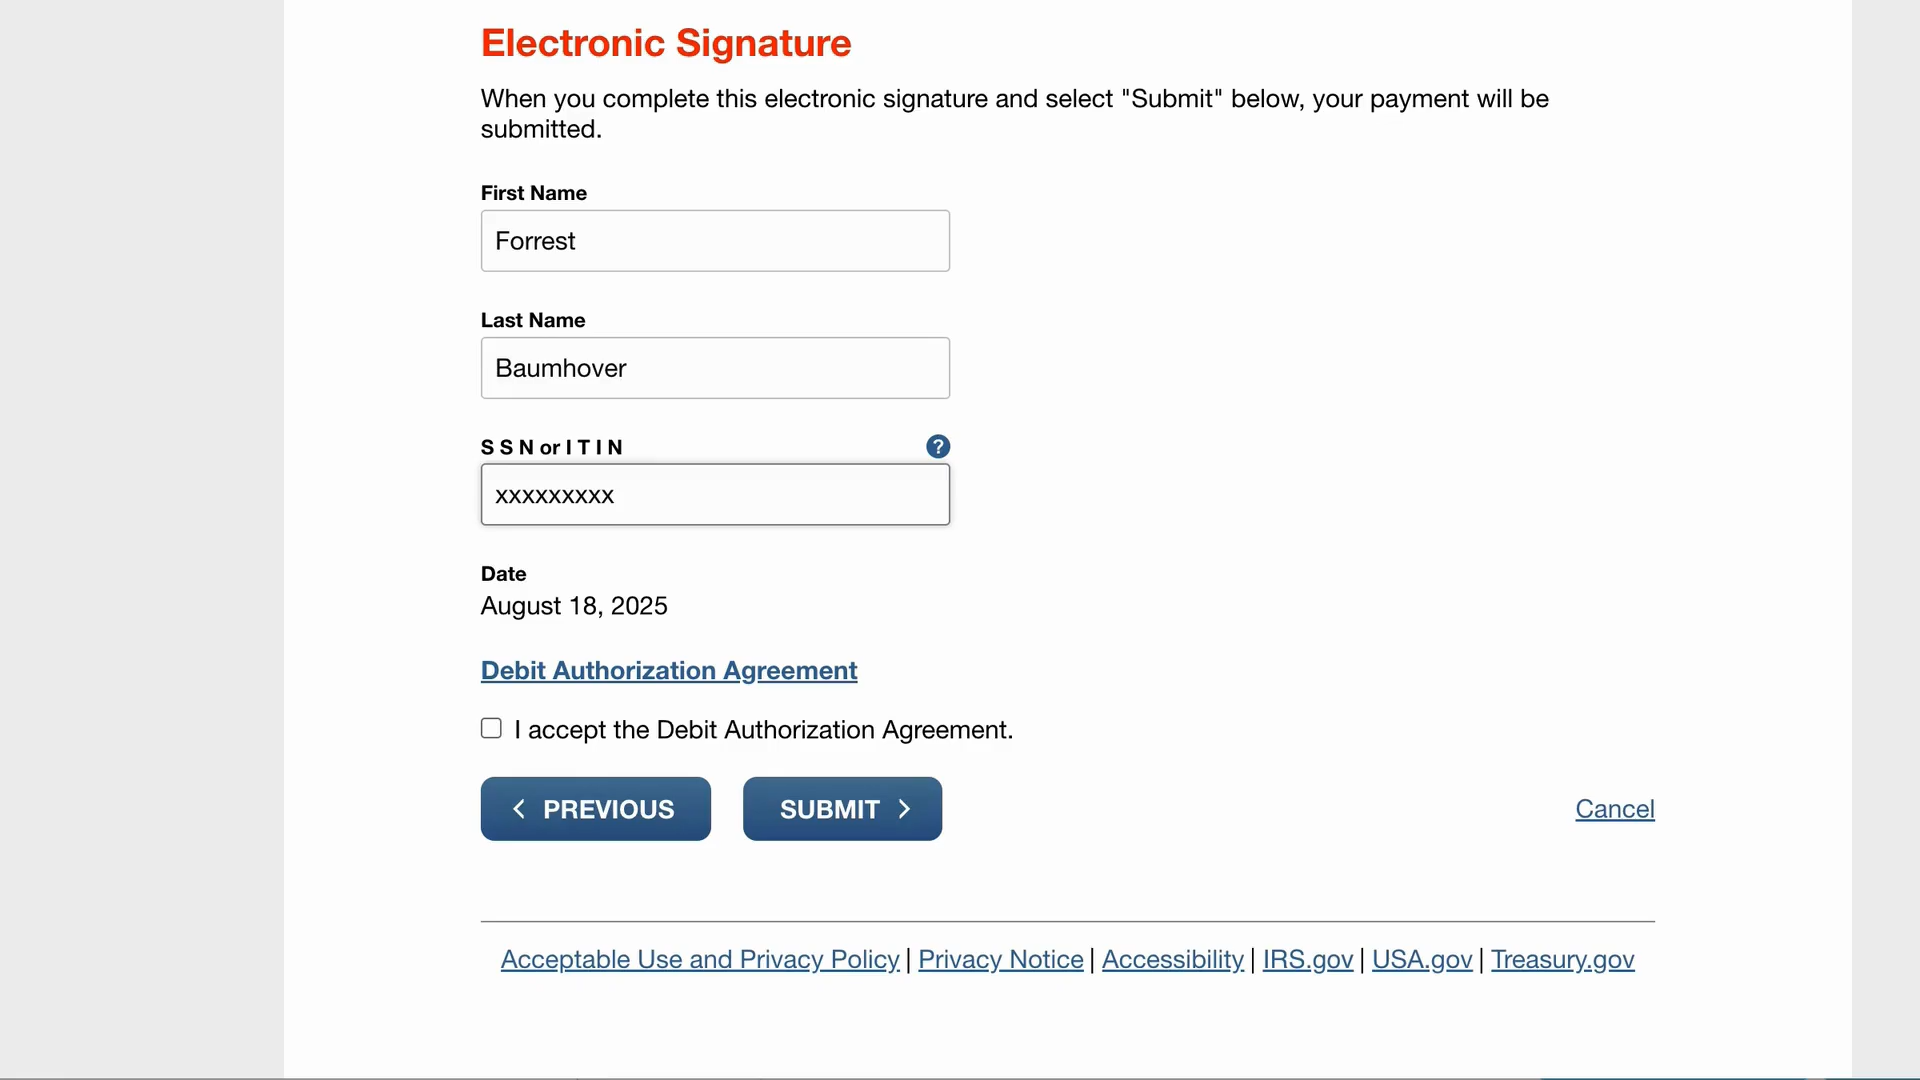 Electronic Signature
When you complete this electronic signature and select "Submit" below, your payment will be
submitted.
First Name
Forrest
Last Name
Baumhover
S S N or I T I N ?
xxxxxxxxx
Date
August 18, 2025
Debit Authorization Agreement
I accept the Debit Authorization Agreement.
PREVIOUS SUBMIT Cancel
Acceptable Use and Privacy Policy | Privacy Notice | Accessibility | IRS.gov | USA.gov | Treasury.gov